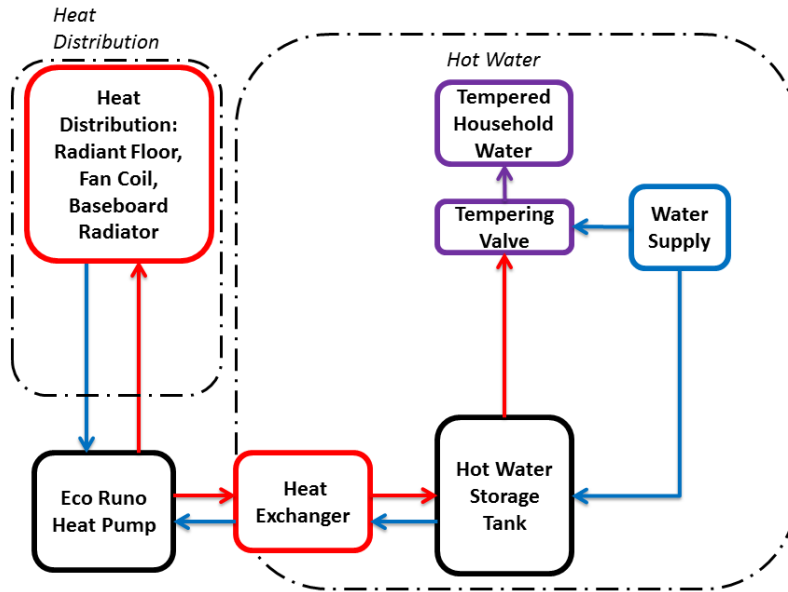 Heat
Distribution
Heat
Distribution:
Radiant Floor,
Fan Coil,
Baseboard
Radiator
Hot Water
Tempered
Household
Water
Tempering
Valve
Water
Supply
Eco Runo
Heat Pump
Heat
Exchanger
Hot Water
Storage
Tank